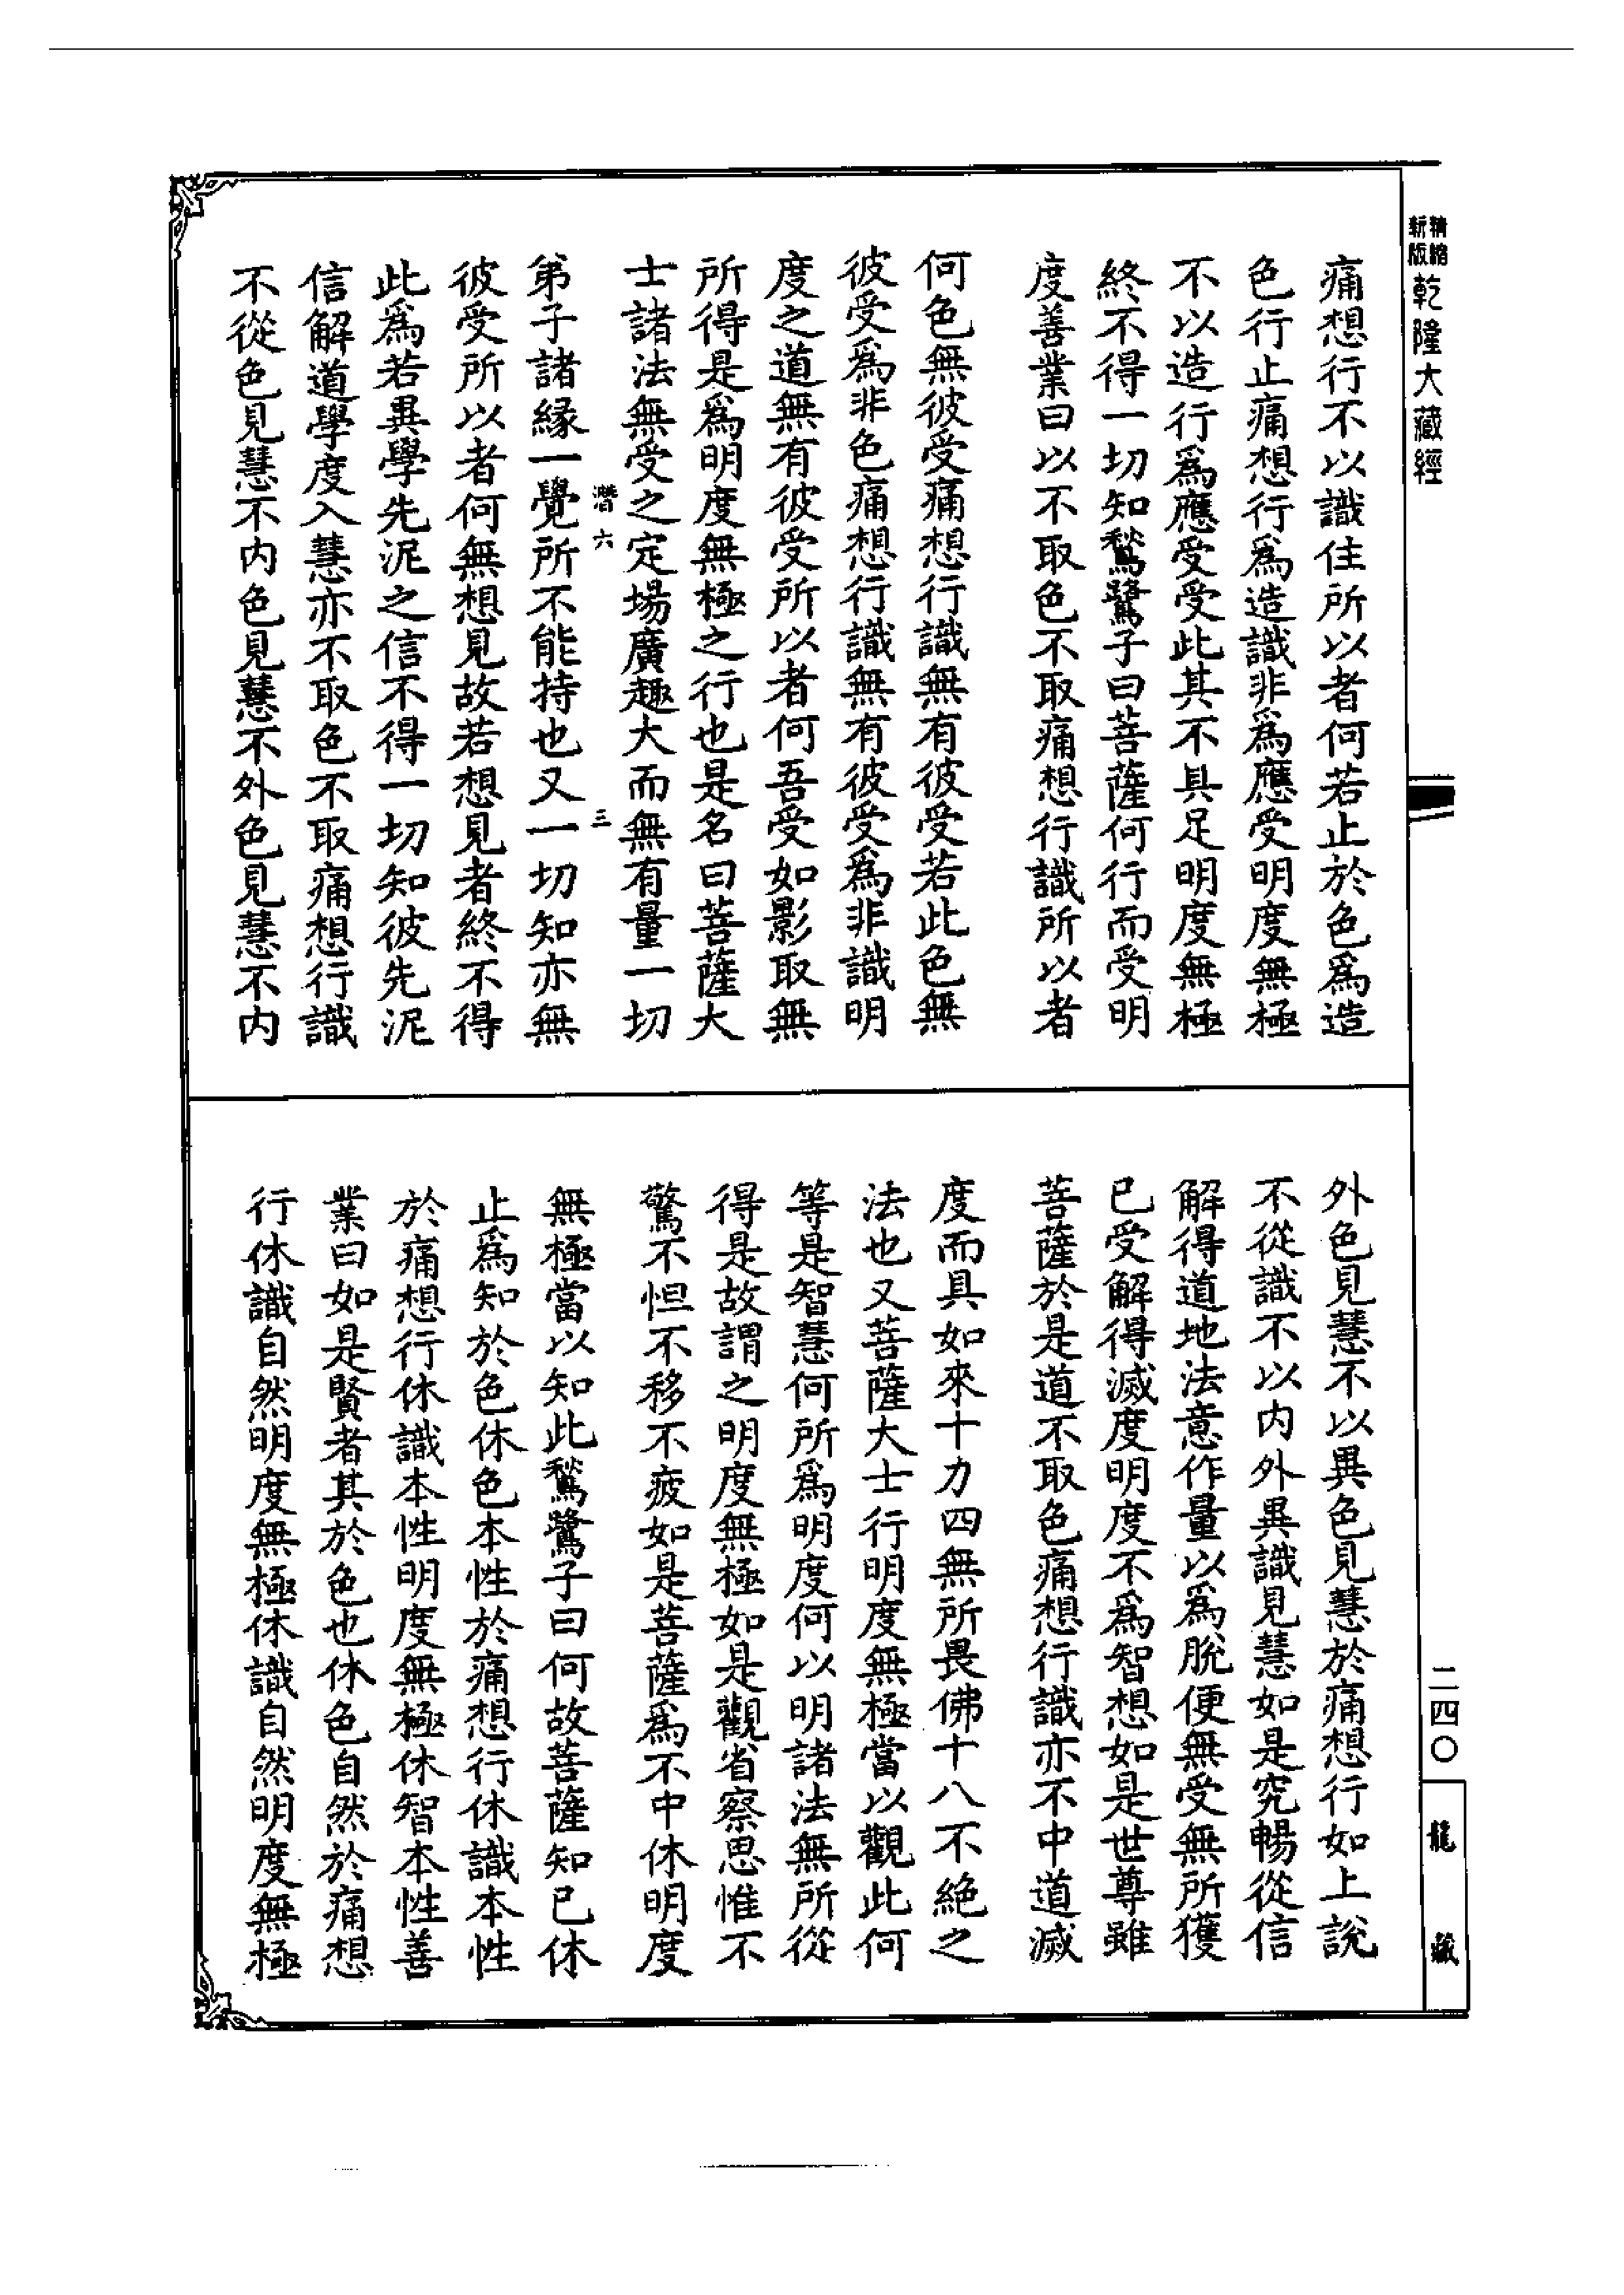 精縮
新版
乾隆大藏經
痛想行不以識住所以者何若止於色爲造
色行止痛想行爲造識非爲應受明度無極
不以造行爲應受受此其不具足明度無極
終不得一切知鶖鷺子曰菩薩何行而受明
度善業曰以不取色不取痛想行識所以者
何色無彼受痛想行識無有彼受若此色無
彼受爲非色痛想行識無有彼受爲非識明
度之道無有彼受所以者何吾受如影取無
所得是爲明度無極之行也是名曰菩薩大
士諸法無受之定場廣趣大而無有量一切
潛六 三
弟子諸緣一覺所不能持也又一切知亦無
彼受所以者何無想見故若想見者終不得
此爲若異學先泥之信不得一切知彼先泥
信解道學度入慧亦不取色不取痛想行識
不從色見慧不内色見慧不外色見慧不内
外色見慧不以異色見慧於痛想行如上說
不從識不以内外異識見慧如是究暢從信
解得道地法意作量以爲脫便無受無所獲
已受解得滅度明度不爲智想如是世尊雖
菩薩於是道不取色痛想行識亦不中道滅
度而具如來十力四無所畏佛十八不絶之
法也又菩薩大士行明度無極當以觀此何
等是智慧何所爲明度何以明諸法無所從
得是故謂之明度無極如是觀省察思惟不
驚不怛不移不疲如是菩薩爲不中休明度
無極當以知此鶖鷺子曰何故菩薩知已休
止爲知於色休色本性於痛想行休識本性
於痛想行休識本性明度無極休智本性善
業曰如是賢者其於色也休色自然於痛想
行休識自然明度無極休識自然明度無極
二四〇
龍藏